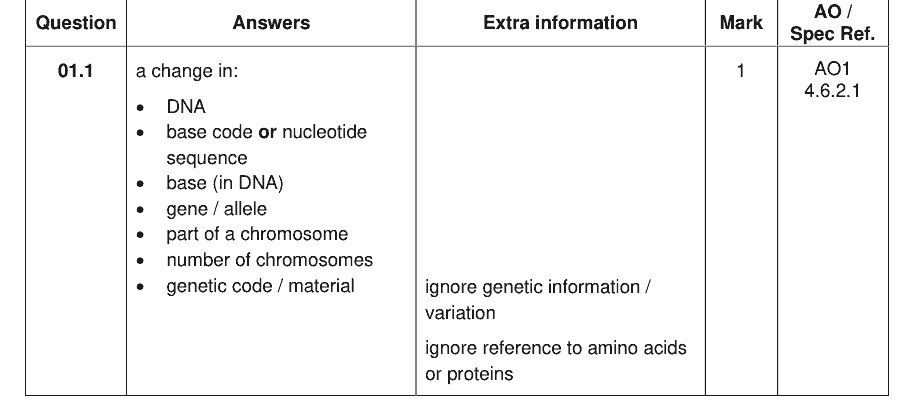 Question Answers Extra information Mark AO /
Spec Ref.
01.1 a change in: 1 AO1
4.6.2.1
• DNA
• base code or nucleotide
sequence
• base (in DNA)
• gene / allele
• part of a chromosome
• number of chromosomes
• genetic code / material ignore genetic information /
variation
ignore reference to amino acids
or proteins